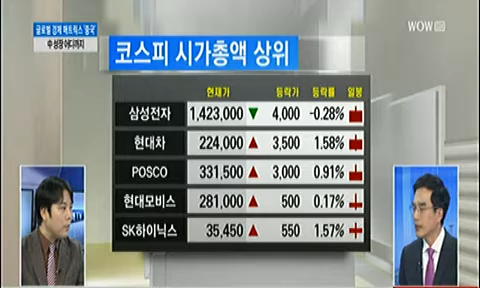 글로벌 경제 매트릭스 '중국'
中 성장 어디까지
WOW
코스피 시가총액 상위
현재가 등락가 등락률 일봉
삼성전자 1,423,000 ▼ 4,000 -0.28%
현대차 224,000 ▲ 3,500 1.58%
POSCO 331,500 ▲ 3,000 0.91%
현대모비스 281,000 ▲ 500 0.17%
SK하이닉스 35,450 ▲ 550 1.57%